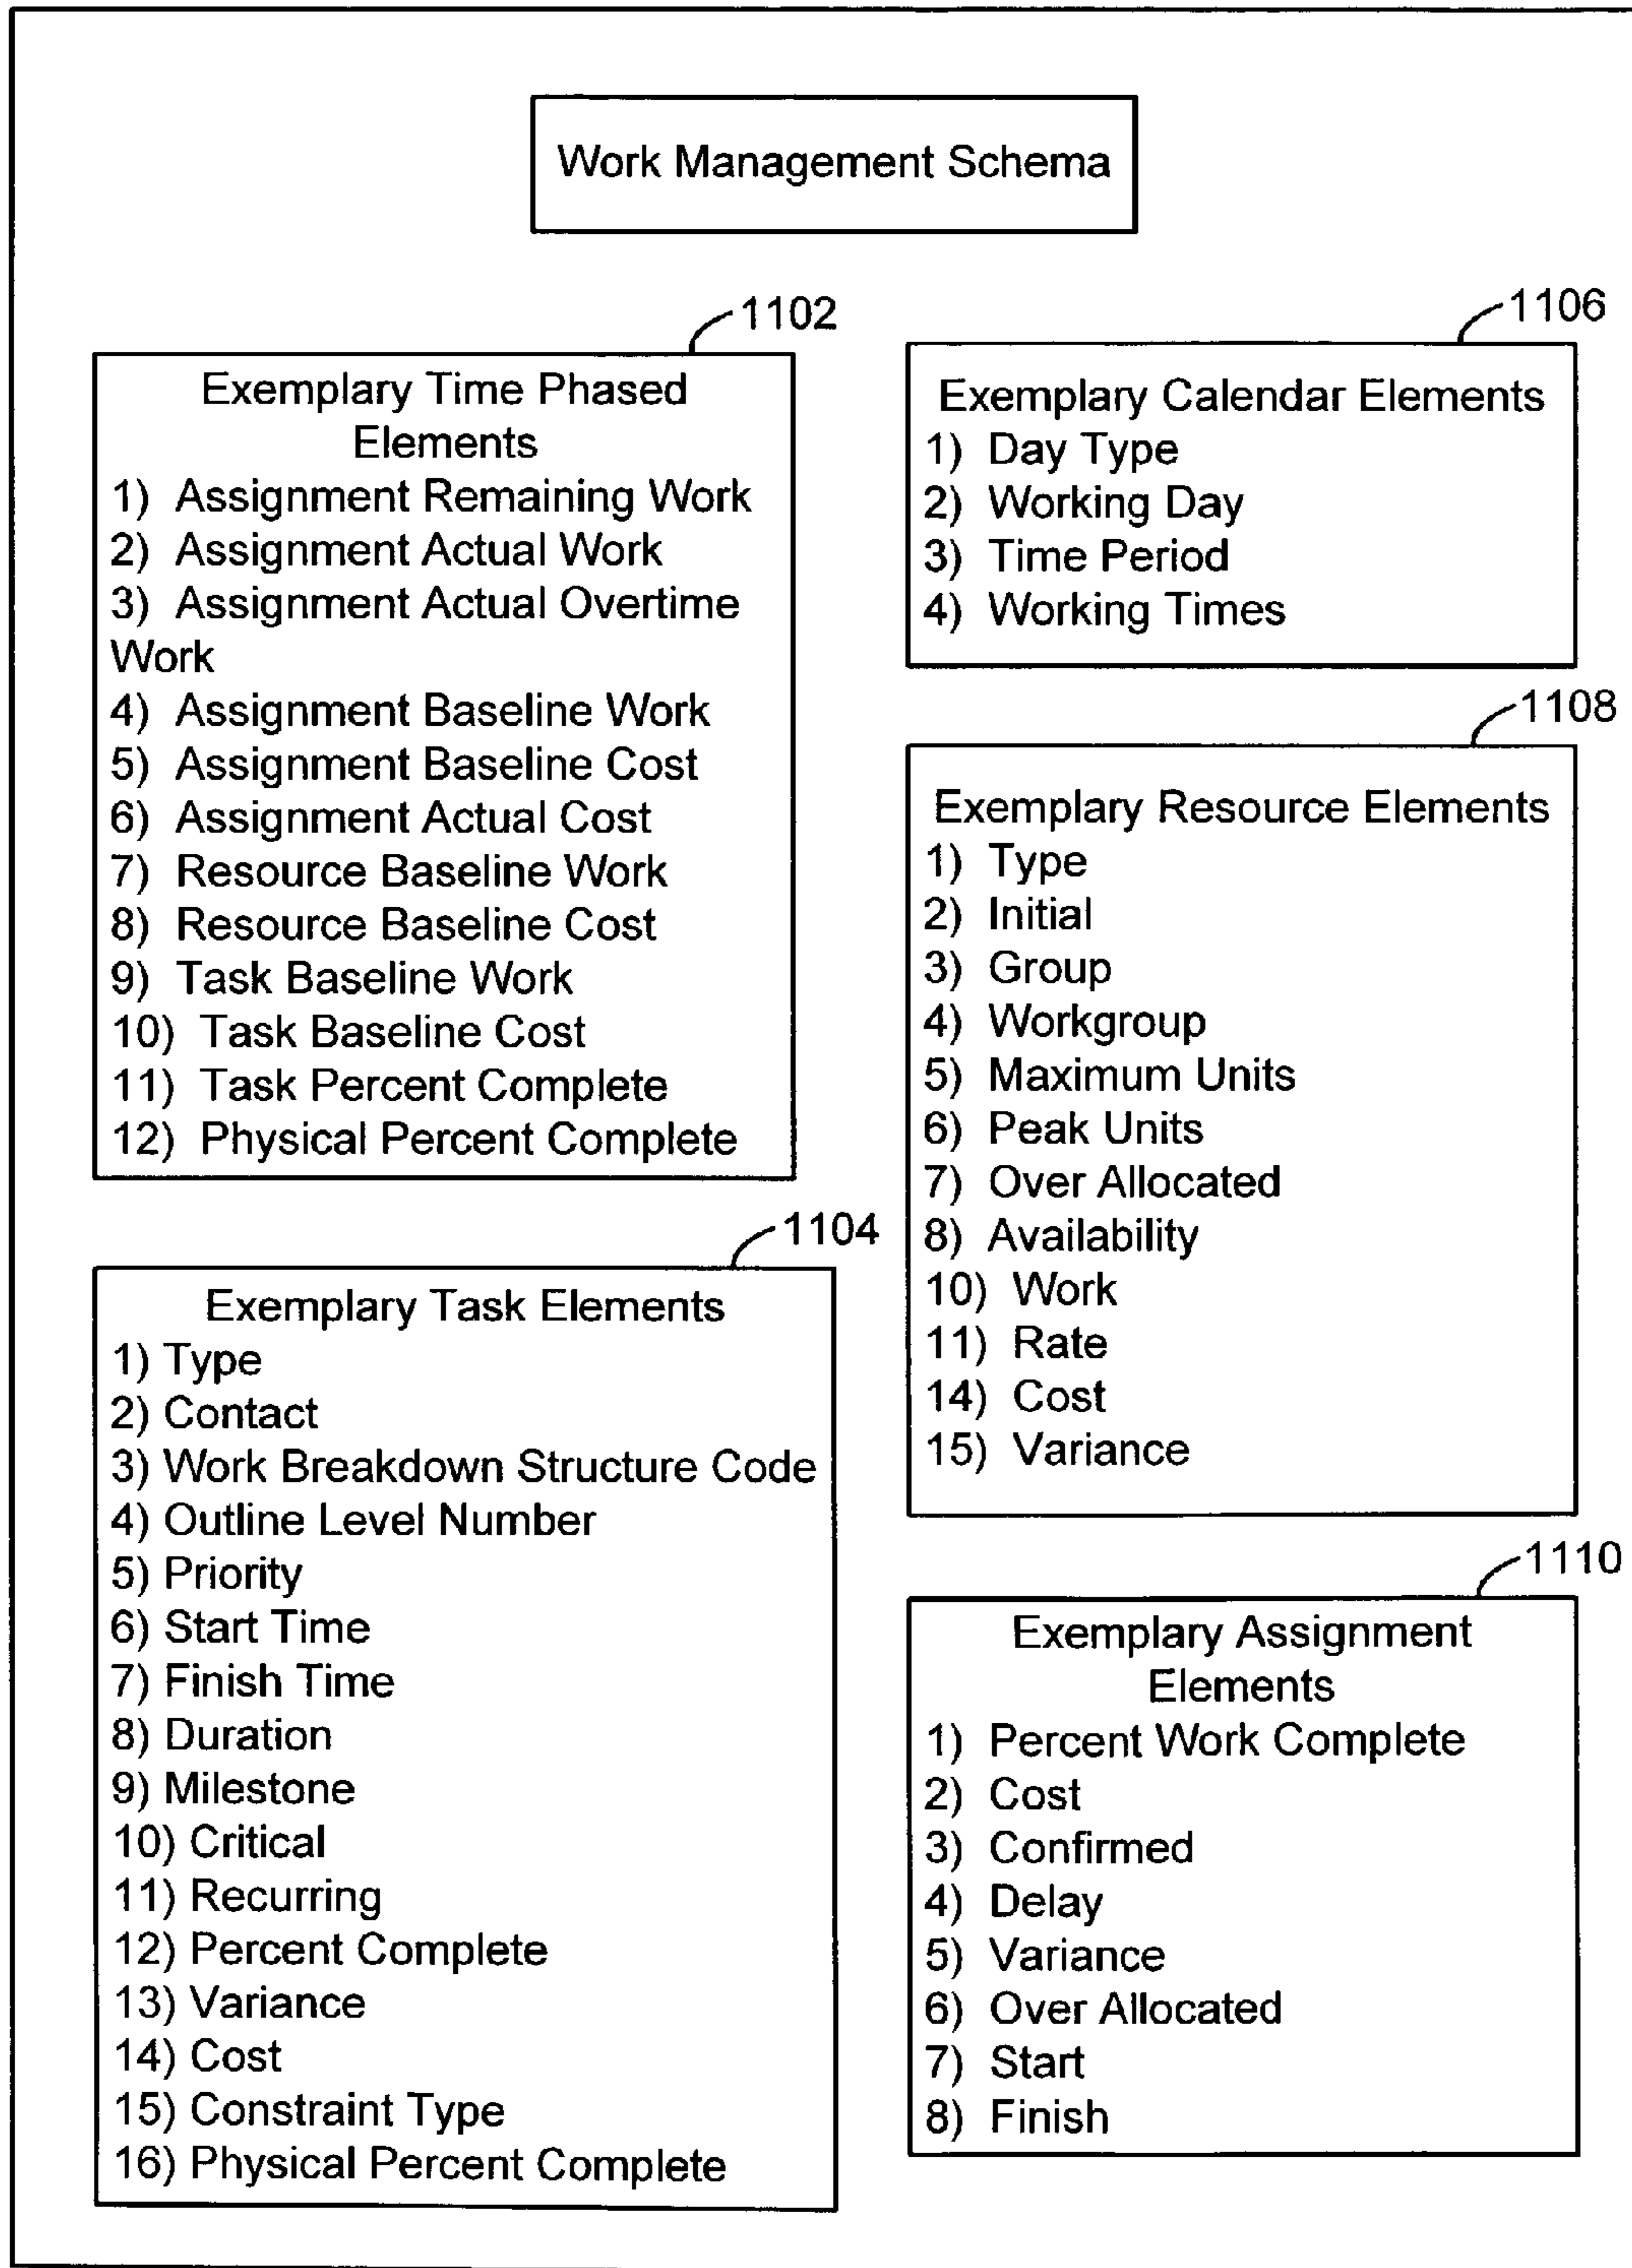 Work Management Schema
1102
Exemplary Time Phased
Elements
1) Assignment Remaining Work
2) Assignment Actual Work
3) Assignment Actual Overtime
Work
4) Assignment Baseline Work
5) Assignment Baseline Cost
6) Assignment Actual Cost
7) Resource Baseline Work
8) Resource Baseline Cost
9) Task Baseline Work
10) Task Baseline Cost
11) Task Percent Complete
12) Physical Percent Complete
1104
Exemplary Task Elements
1) Type
2) Contact
3) Work Breakdown Structure Code
4) Outline Level Number
5) Priority
6) Start Time
7) Finish Time
8) Duration
9) Milestone
10) Critical
11) Recurring
12) Percent Complete
13) Variance
14) Cost
15) Constraint Type
16) Physical Percent Complete
1106
Exemplary Calendar Elements
1) Day Type
2) Working Day
3) Time Period
4) Working Times
1108
Exemplary Resource Elements
1) Type
2) Initial
3) Group
4) Workgroup
5) Maximum Units
6) Peak Units
7) Over Allocated
8) Availability
10) Work
11) Rate
14) Cost
15) Variance
1110
Exemplary Assignment
Elements
1) Percent Work Complete
2) Cost
3) Confirmed
4) Delay
5) Variance
6) Over Allocated
7) Start
8) Finish